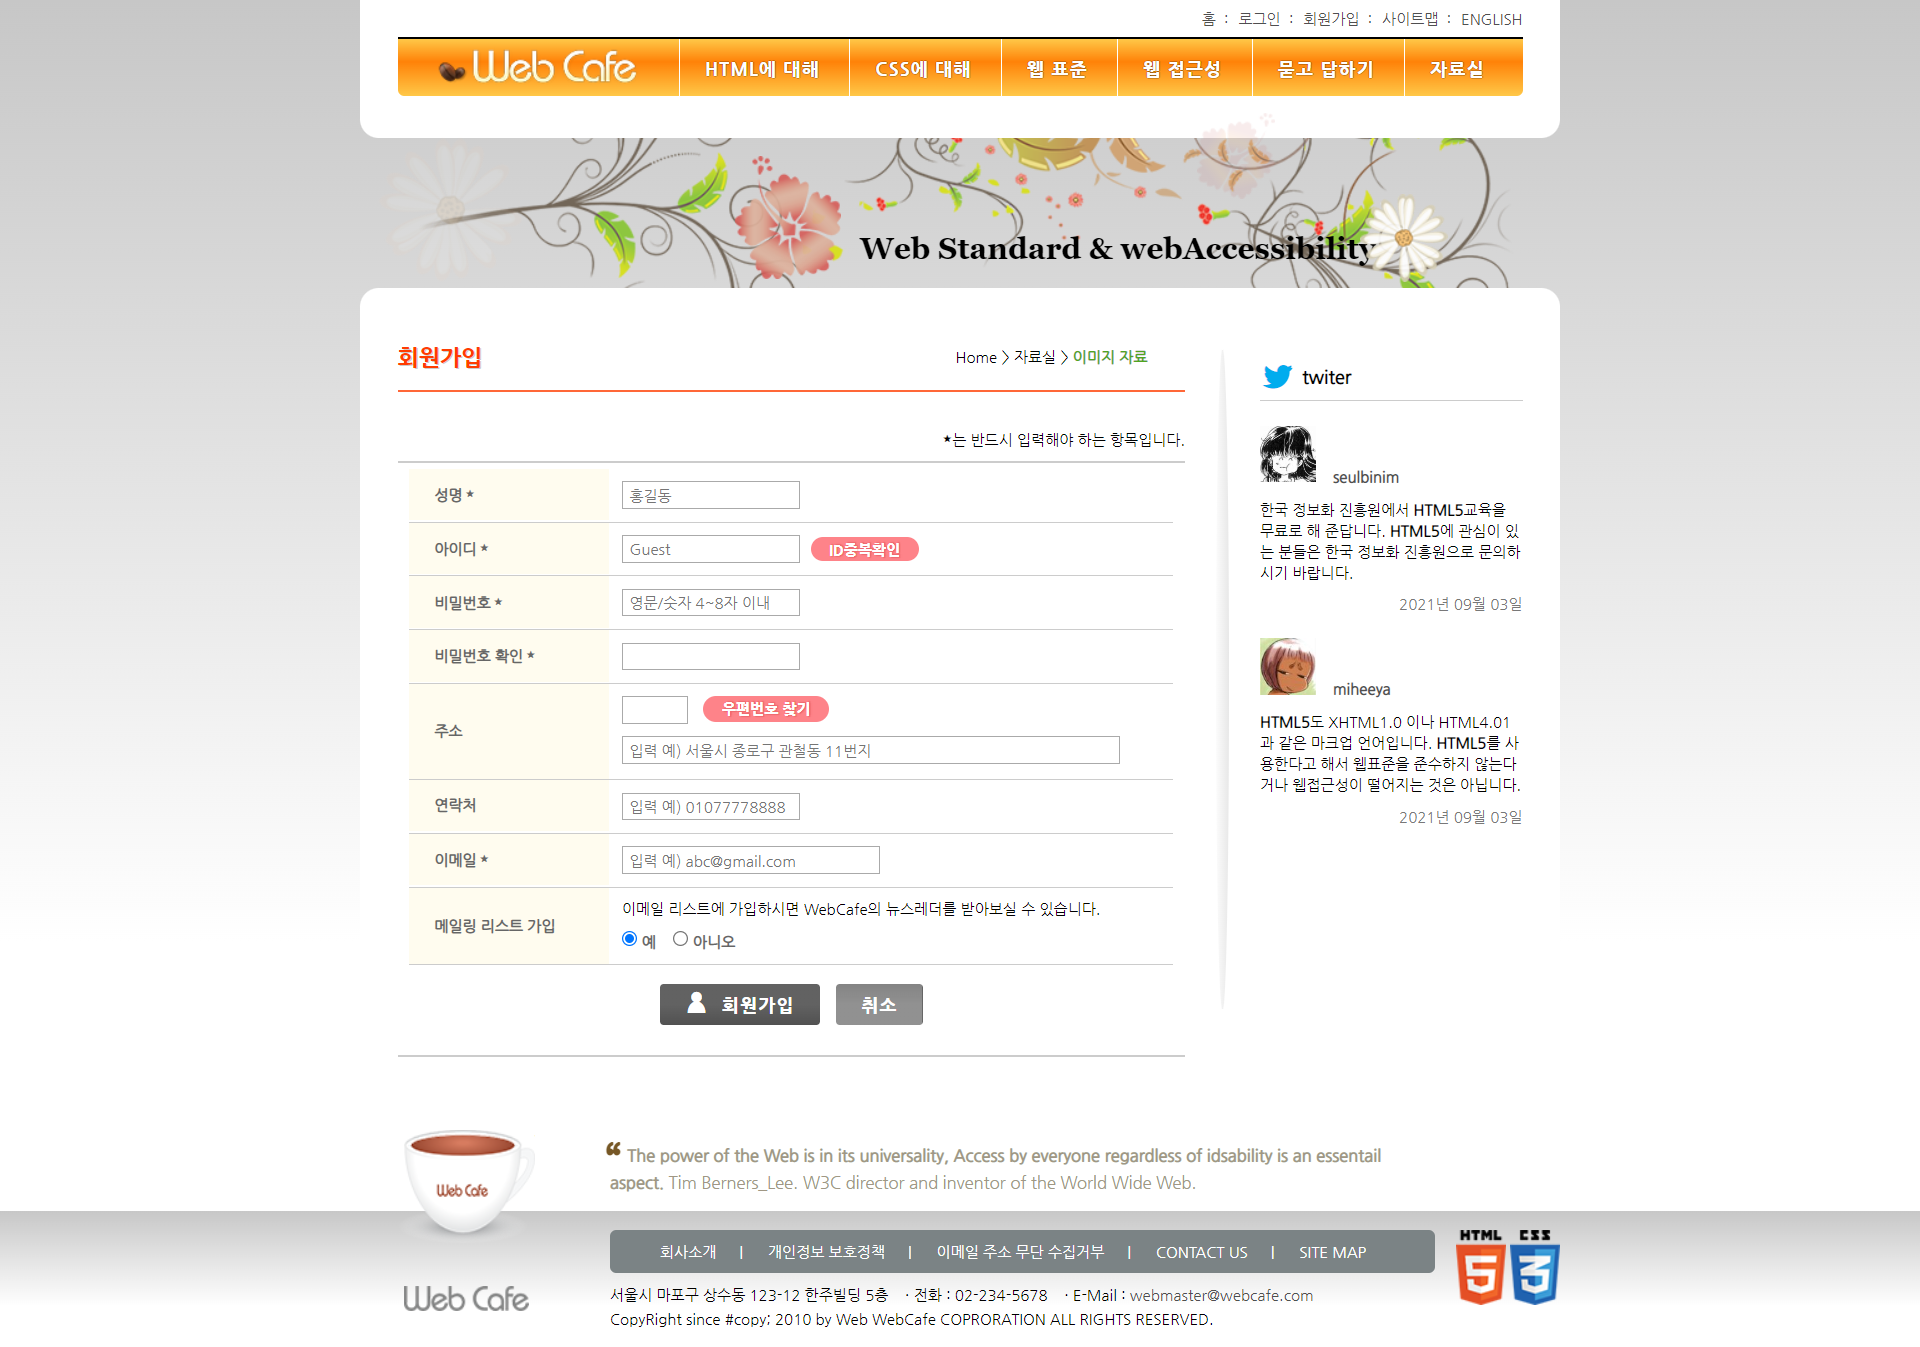 홈 : 로그인 : 회원가입 : 사이트맵 : ENGLISH
Web Cafe HTML에 대해 CSS에 대해 웹 표준 웹 접근성 묻고 답하기 자료실
Web Standard & webAccessibility
회원가입
Home > 자료실 > 이미지 자료
★는 반드시 입력해야 하는 항목입니다.
성명 ★ 홍길동
아이디 ★ Guest ID중복확인
비밀번호 ★ 영문/숫자 4~8자 이내
비밀번호 확인 ★
우편번호 찾기
주소
입력 예) 서울시 종로구 관철동 11번지
연락처 입력 예) 01077778888
이메일 ★ 입력 예) abc@gmail.com
이메일 리스트에 가입하시면 WebCafe의 뉴스레더를 받아보실 수 있습니다.
메일링 리스트 가입
예 아니오
회원가입 취소
twiter
seulbinim
한국 정보화 진흥원에서 HTML5교육을
무료로 해 준답니다. HTML5에 관심이 있
는 분들은 한국 정보화 진흥원으로 문의하
시기 바랍니다.
2021년 09월 03일
miheeya
HTML5도 XHTML1.0 이나 HTML4.01
과 같은 마크업 언어입니다. HTML5를 사
용한다고 해서 웹표준을 준수하지 않는다
거나 웹접근성이 떨어지는 것은 아닙니다.
2021년 09월 03일
Web Cafe
Web Cafe
❝ The power of the Web is in its universality, Access by everyone regardless of idsability is an essentail
aspect. Tim Berners_Lee. W3C director and inventor of the World Wide Web.
회사소개 | 개인정보 보호정책 | 이메일 주소 무단 수집거부 | CONTACT US | SITE MAP
서울시 마포구 상수동 123-12 한주빌딩 5층 · 전화 : 02-234-5678 · E-Mail : webmaster@webcafe.com
CopyRight since #copy; 2010 by Web WebCafe COPRORATION ALL RIGHTS RESERVED.
HTML CSS
5 3